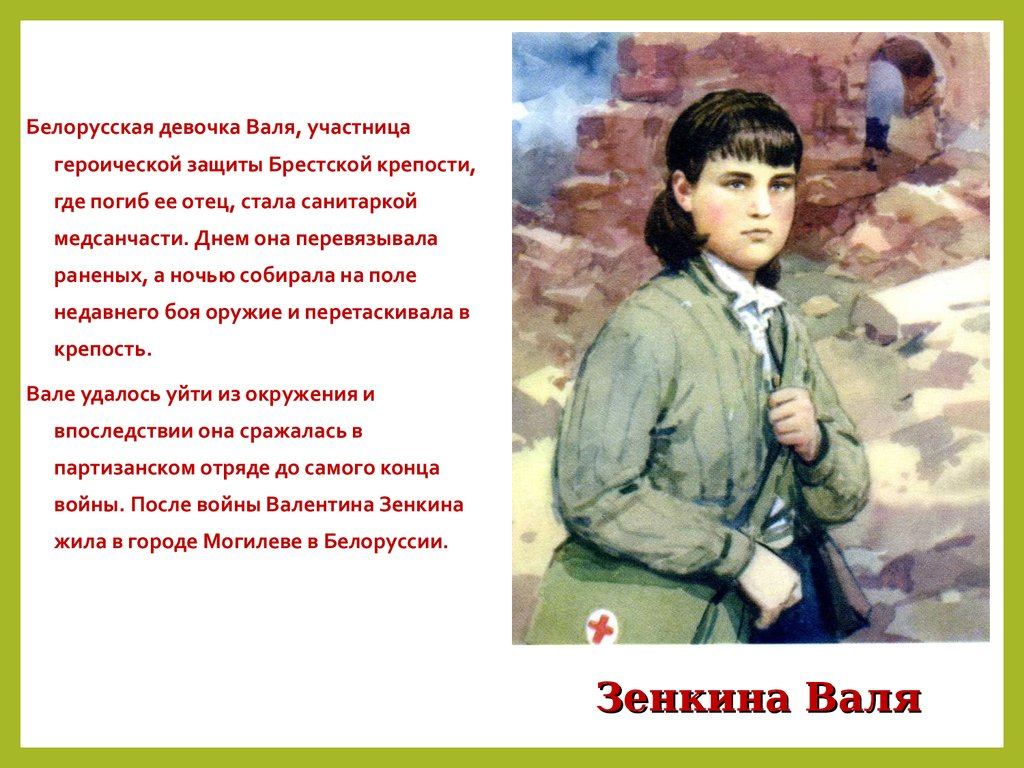 Белорусская девочка Валя, участница
героической защиты Брестской крепости,
где погиб ее отец, стала санитаркой
медсанчасти. Днем она перевязывала
раненых, а ночью собирала на поле
недавнего боя оружие и перетаскивала в
крепость.
Вале удалось уйти из окружения и
впоследствии она сражалась в
партизанском отряде до самого конца
войны. После войны Валентина Зенкина
жила в городе Могилеве в Белоруссии.
Зенкина Валя